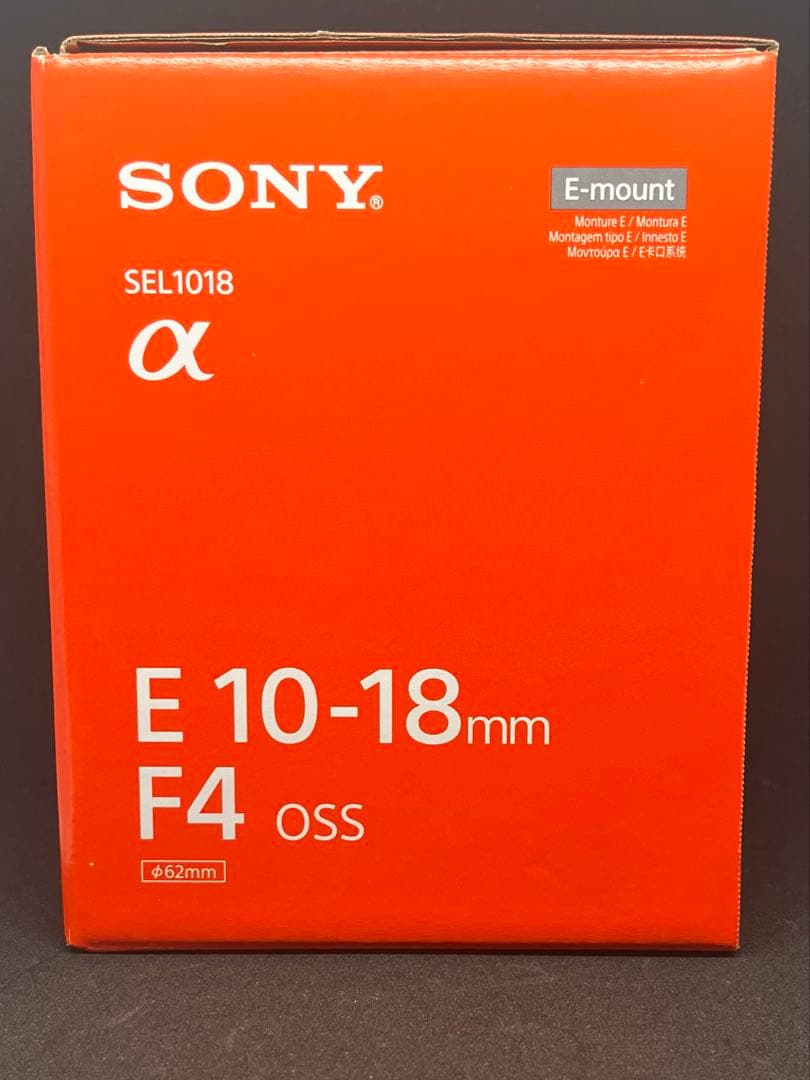 SONY®
E-mount
Monture E / Montura E
Montagem tipo E / Innesto E
Μοντούρα E / E卡口系统
SEL1018
α
E 10-18mm
F4 OSS
ϕ62mm